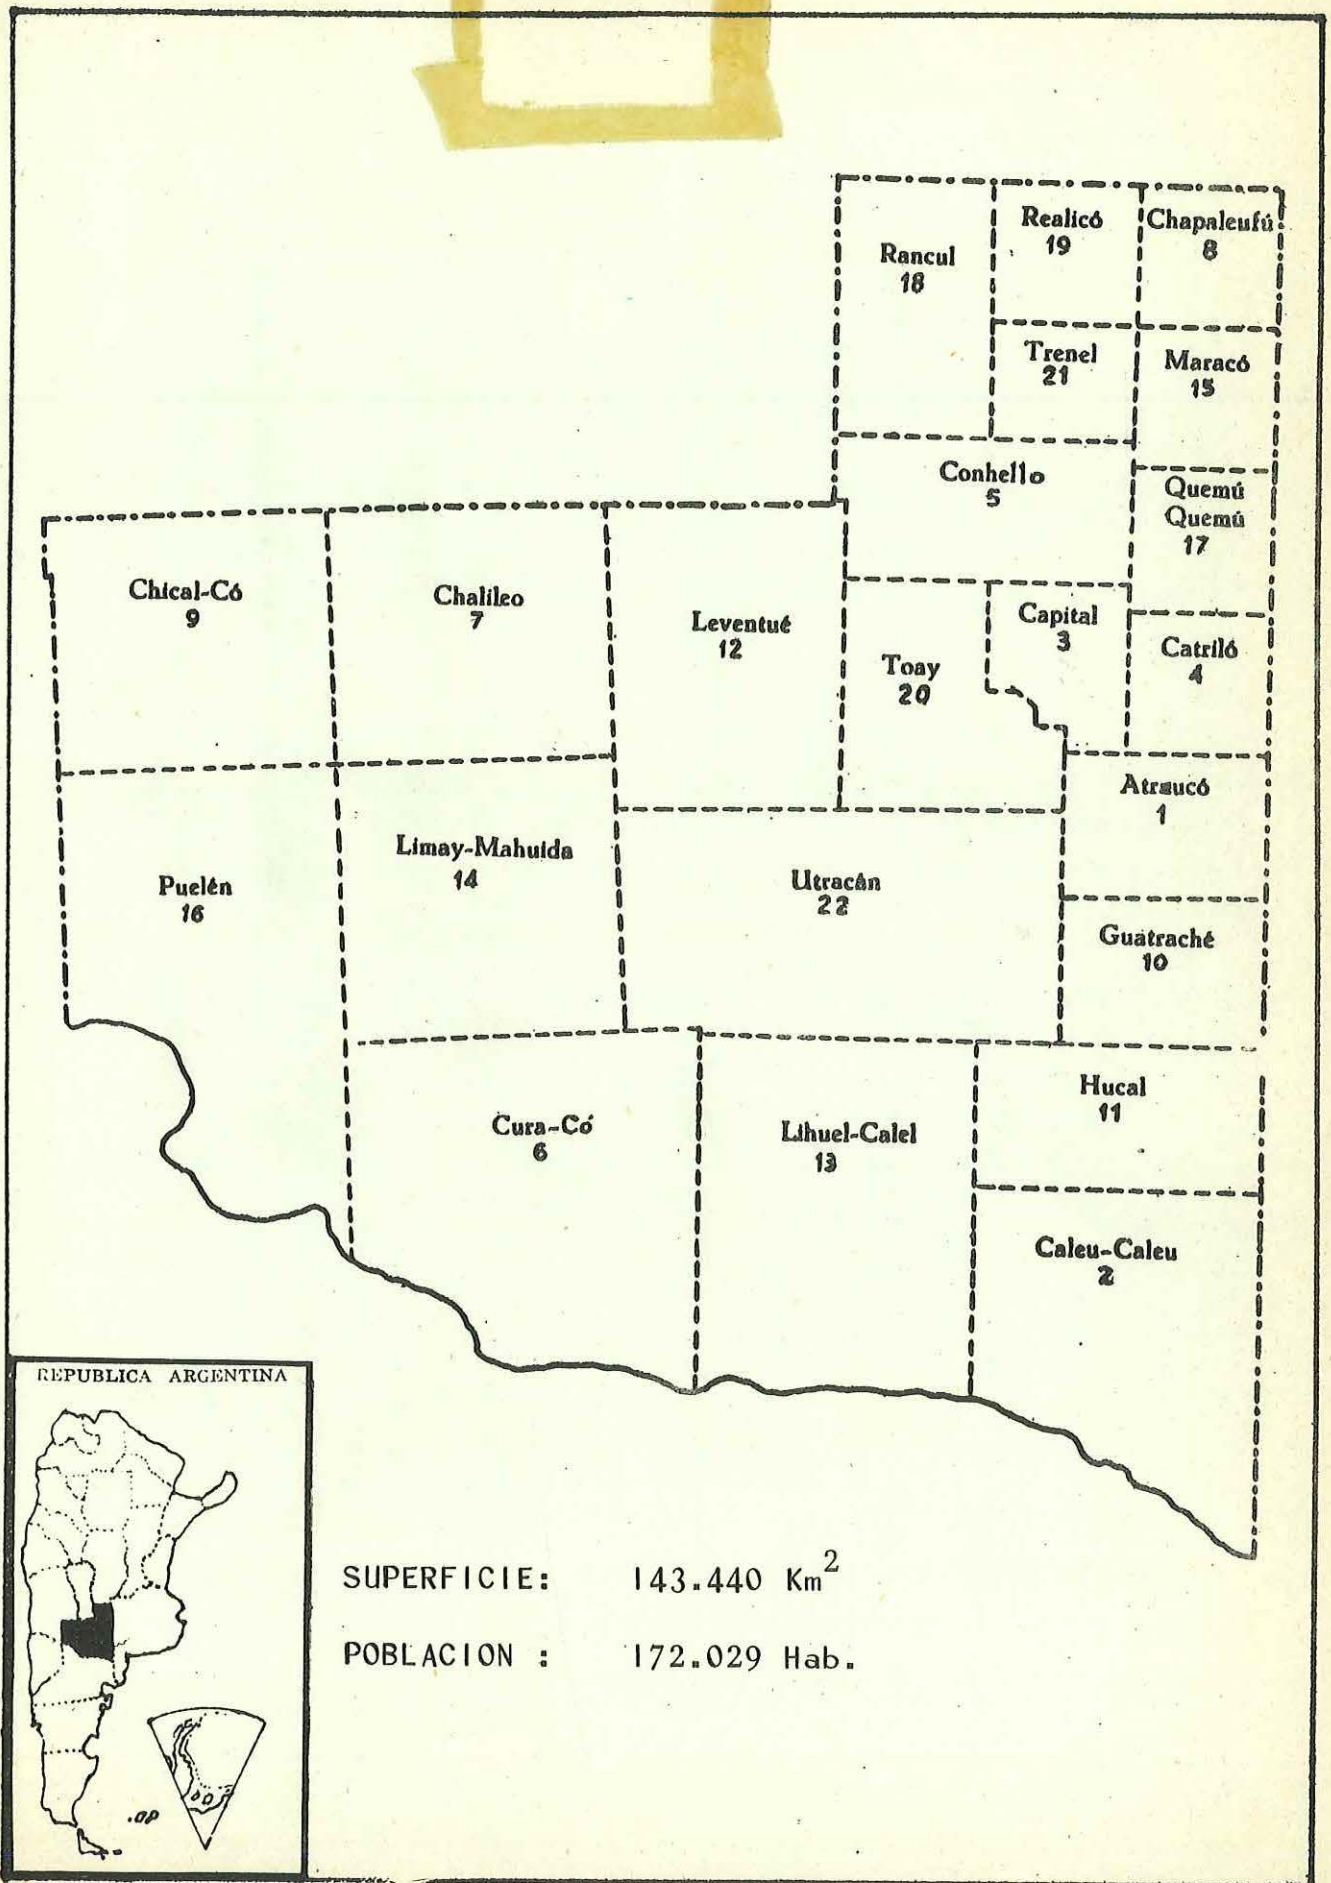 Rancul
18
Realicó
19
Chapaleufú
8
Trenel
21
Maracó
15
Conhello
5
Quemú
Quemú
17
Chical-Có
9
Chalileo
7
Leventué
12
Toay
20
Capital
3
Catriló
4
Atraucó
1
Puelén
16
Limay-Mahuida
14
Utracán
22
Guatraché
10
Cura-Có
6
Lihuel-Calel
13
Hucal
11
Caleu-Caleu
2
REPUBLICA ARGENTINA
SUPERFICIE: 143.440 Km²
POBLACION : 172.029 Hab.